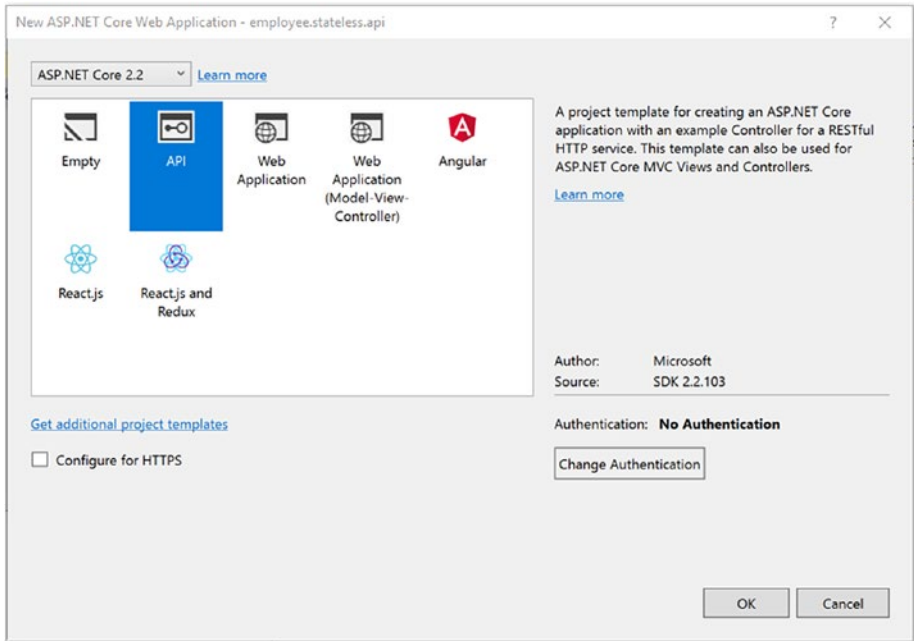 New ASP.NET Core Web Application - employee.stateless.api
ASP.NET Core 2.2
Learn more
Empty
API
Web
Application
Web
Application
(Model-View-
Controller)
Angular
React.js
React.js and
Redux
A project template for creating an ASP.NET Core
application with an example Controller for a RESTful
HTTP service. This template can also be used for
ASP.NET Core MVC Views and Controllers.
Learn more
Author: Microsoft
Source: SDK 2.2.103
Get additional project templates
Configure for HTTPS
Authentication: No Authentication
Change Authentication
OK
Cancel